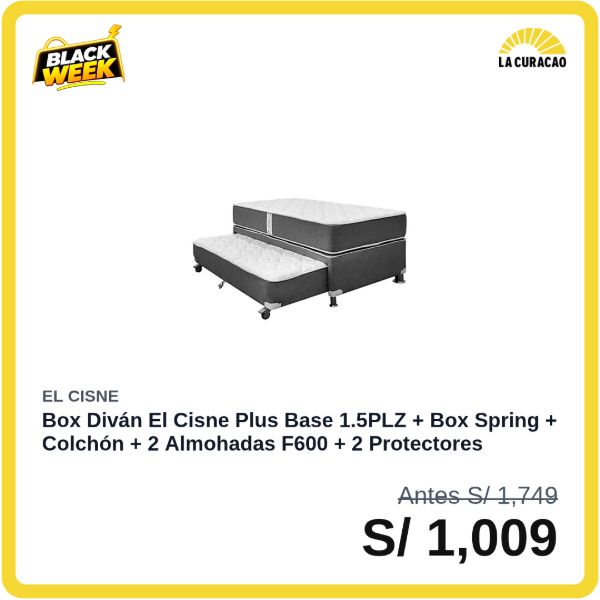 BLACK
WEEK
LA CURACAO
EL CISNE
Box Diván El Cisne Plus Base 1.5PLZ + Box Spring +
Colchón + 2 Almohadas F600 + 2 Protectores
Antes S/ 1,749
S/ 1,009